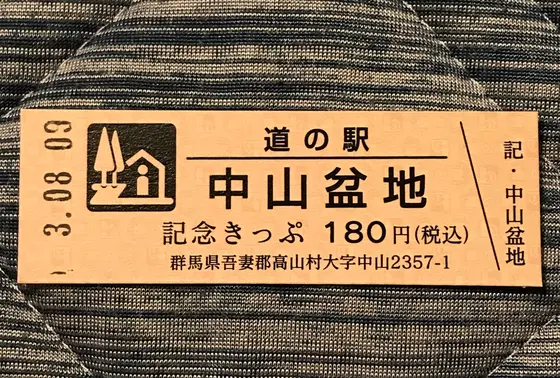 3.08 09
道の駅
中山盆地
記念きっぷ 180円(税込)
群馬県吾妻郡高山村大字中山2357-1
記・中山盆地